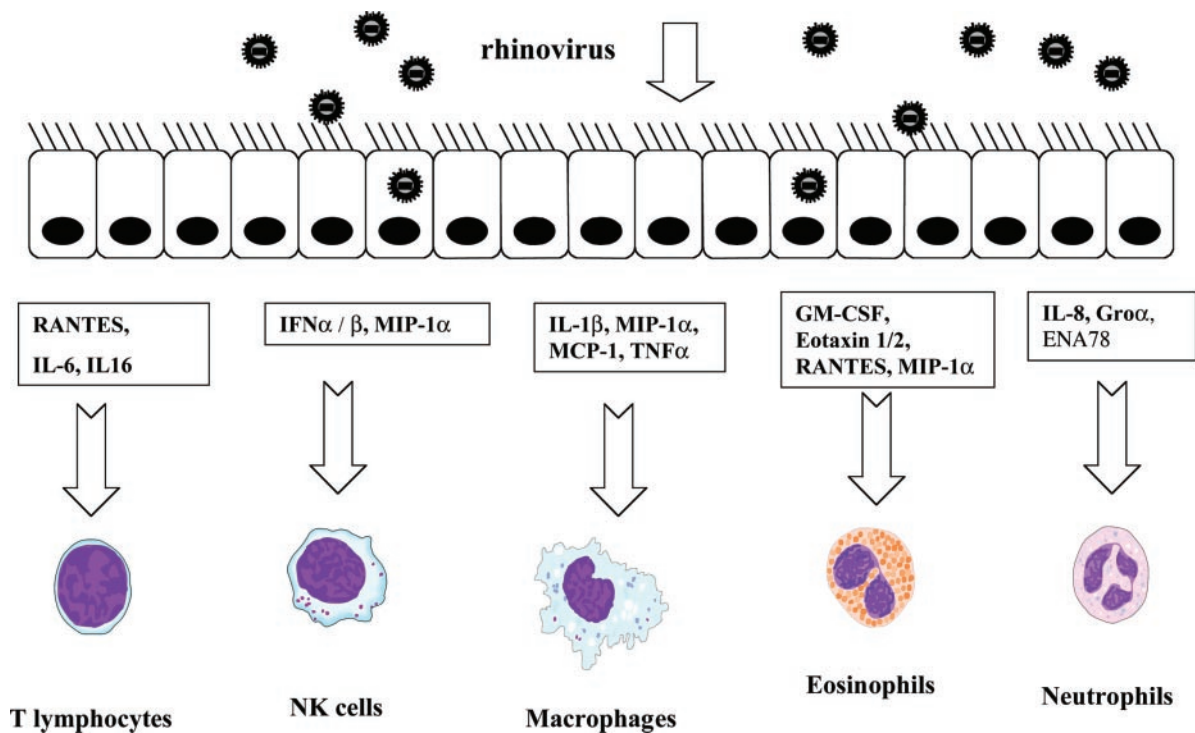 rhinovirus
RANTES,
IL-6, IL16
IFNα / β, MIP-1α
IL-1β, MIP-1α,
MCP-1, TNFα
GM-CSF,
Eotaxin 1/2,
RANTES, MIP-1α
IL-8, Groα,
ENA78
T lymphocytes
NK cells
Macrophages
Eosinophils
Neutrophils